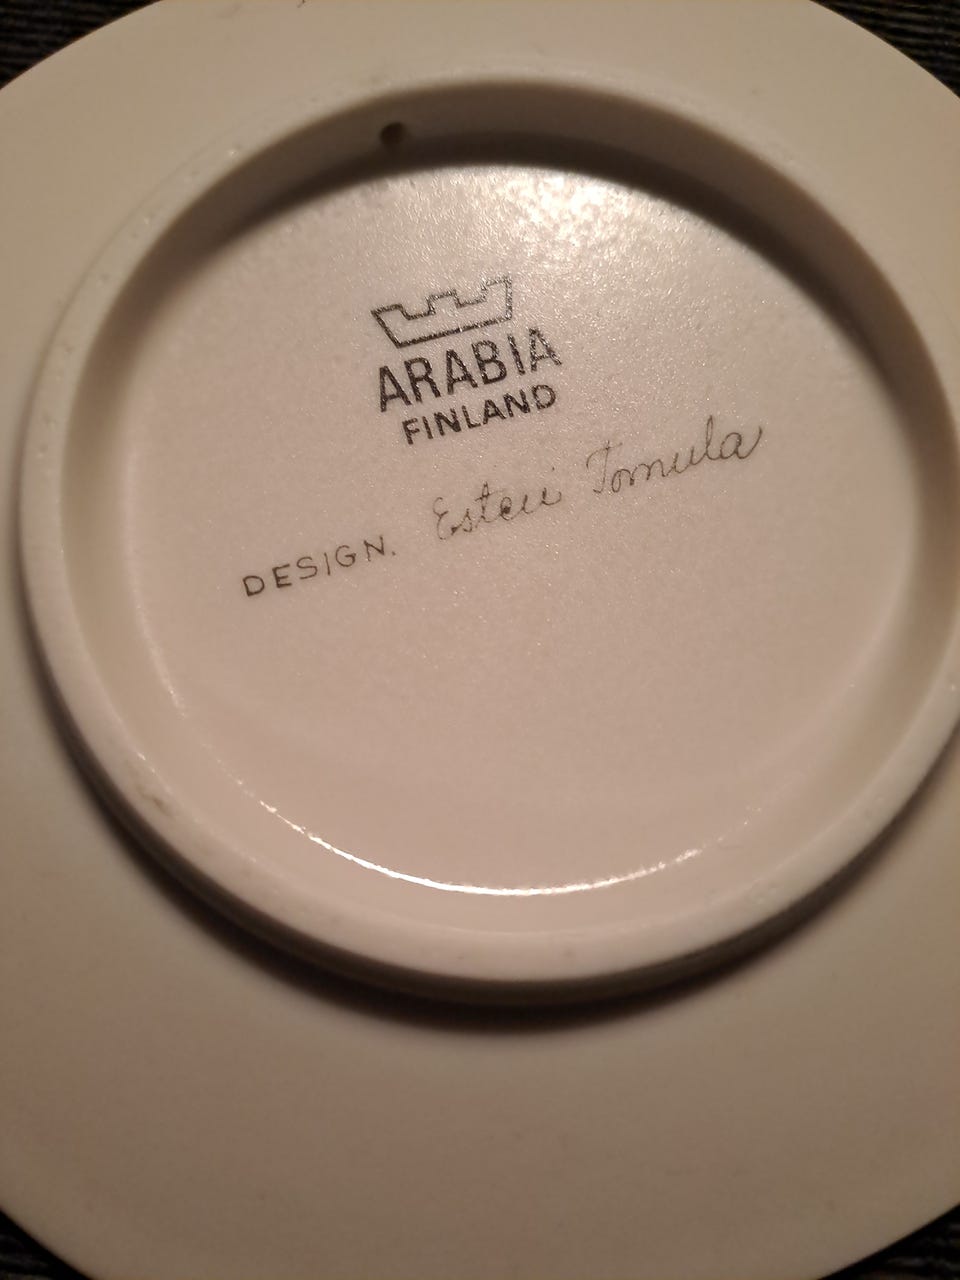 ARABIA
FINLAND
DESIGN. Esteri Tomula